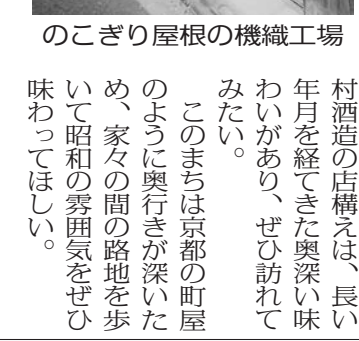 のこぎり屋根の機織工場
村酒造の店構えは、長い
年月を経てきた奥深い味
わいがあり、ぜひ訪れて
みたい。
このまちは京都の町屋
のように奥行きが深いた
め、家々の間の路地を歩
いて昭和の雰囲気をぜひ
味わってほしい。